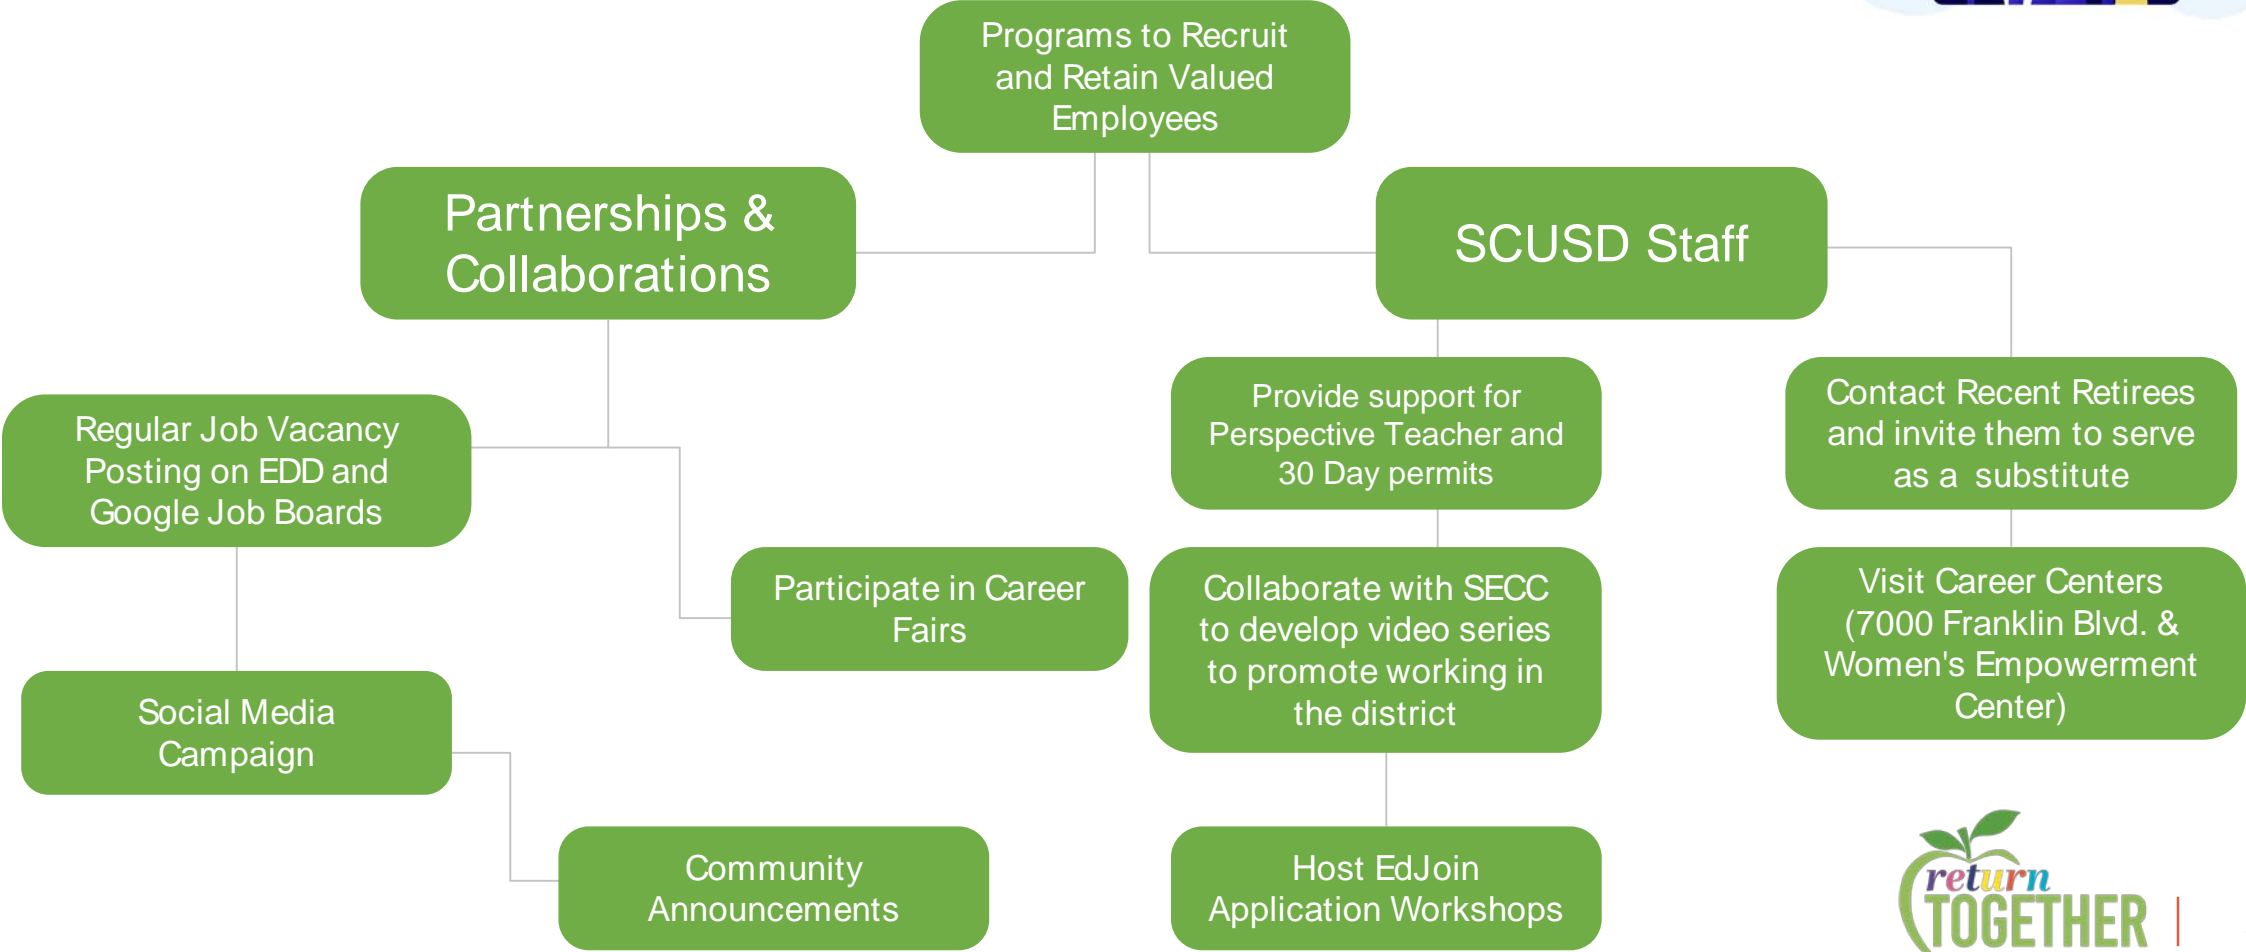 Programs to Recruit
and Retain Valued
Employees
Partnerships &
Collaborations
SCUSD Staff
Regular Job Vacancy
Posting on EDD and
Google Job Boards
Provide support for
Perspective Teacher and
30 Day permits
Contact Recent Retirees
and invite them to serve
as a substitute
Participate in Career
Fairs
Collaborate with SECC
to develop video series
to promote working in
the district
Visit Career Centers
(7000 Franklin Blvd. &
Women's Empowerment
Center)
Social Media
Campaign
Community
Announcements
Host EdJoin
Application Workshops
return
TOGETHER